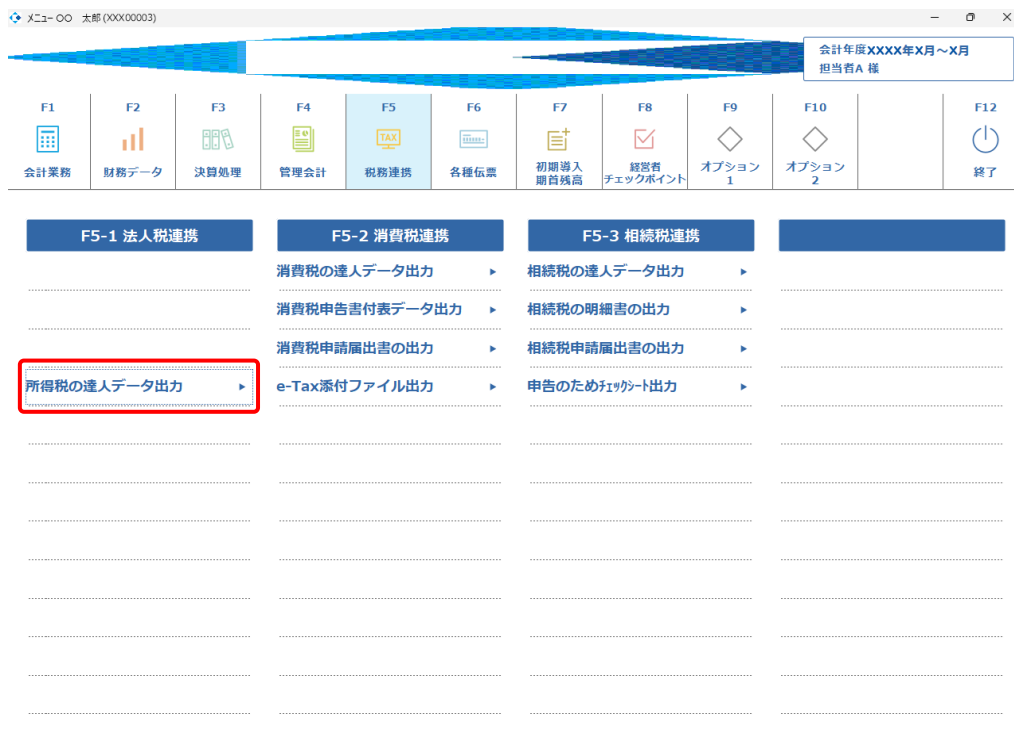 メニュー ○○ 太郎 (XXX00003)
会計年度XXXX年X月～X月
担当者A 様
F1
F2
F3
F4
F5
F6
F7
F8
F9
F10
F12
TAX
会計業務
財務データ
決算処理
管理会計
税務連携
各種伝票
初期導入
期首残高
経営者
チェックポイント
オプション
1
オプション
2
終了
F5-1 法人税連携
F5-2 消費税連携
F5-3 相続税連携
消費税の達人データ出力
相続税の達人データ出力
消費税申告書付表データ出力
相続税の明細書の出力
消費税申請届出書の出力
相続税申請届出書の出力
所得税の達人データ出力
e-Tax添付ファイル出力
申告のためﾁｪｯｸｼｰﾄ出力